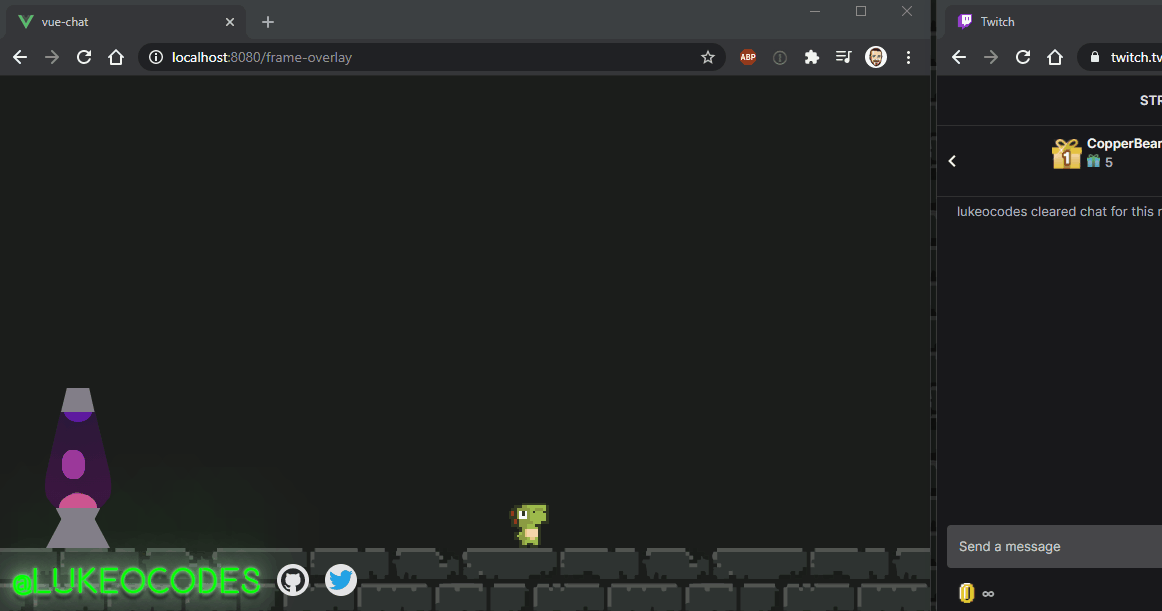 vue-chat
Twitch
localhost:8080/frame-overlay
ABP
twitch.tv
STR
1
CopperBear
5
lukeocodes cleared chat for this r
@LUKEOCODES
Send a message
∞